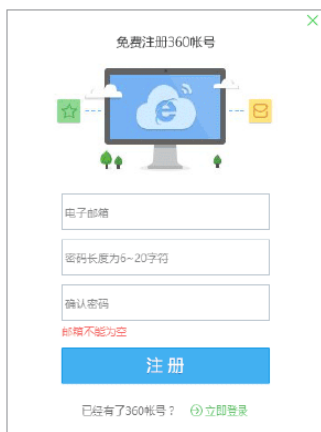 免费注册360帐号
电子邮箱
密码长度为6~20字符
确认密码
邮箱不能为空
注册
已经有了360帐号？ 立即登录